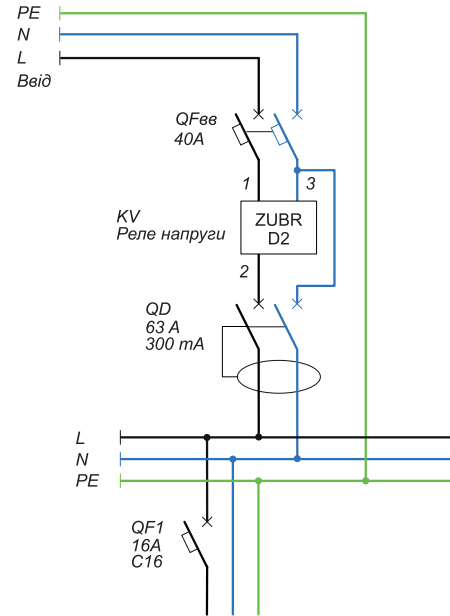 PE
N
L
Ввід
QFвв
40A
1
3
KV
Реле напруги
ZUBR
D2
2
QD
63 A
300 mA
L
N
PE
QF1
16A
C16